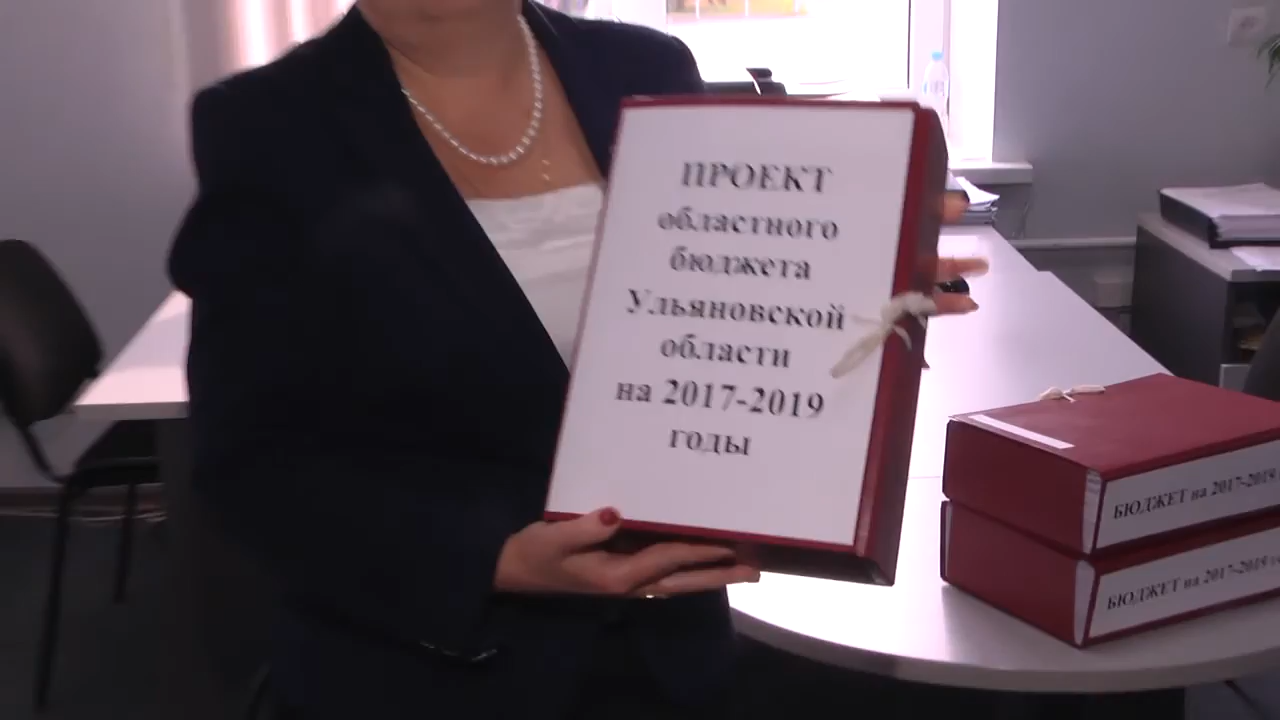 ПРОЕКТ
областного
бюджета
Ульяновской
области
на 2017-2019
годы
БЮДЖЕТ на 2017-2019
БЮДЖЕТ на 2017-2019